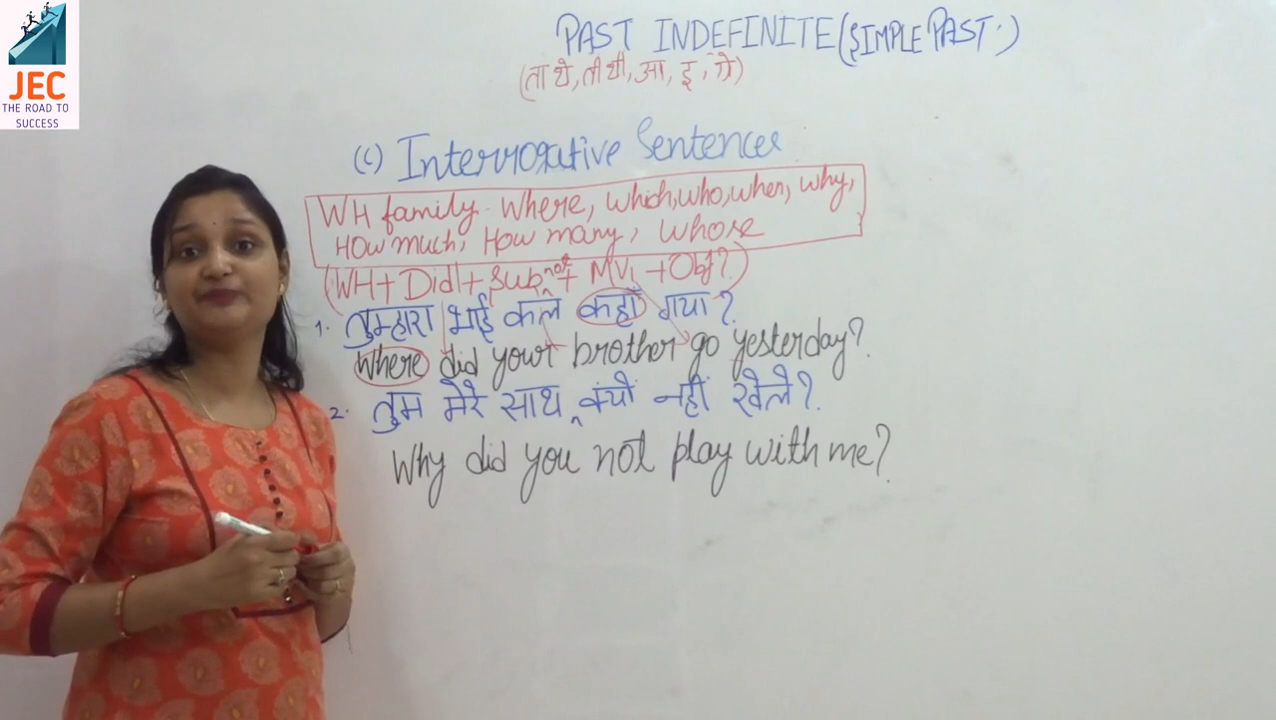 JEC
THE ROAD TO
SUCCESS
PAST INDEFINITE (SIMPLE PAST.)
(ता थे, ती थी, आ, इ, ये)
(C) Interrogative Sentences
WH family - Where, which, who, when, why,
How much, How many, whose
(WH + Did + Sub not + MV1 + Obj?)
1. तुम्हारा भाई कल कहाँ गया?
Where did your brother go yesterday?
2. तुम मेरे साथ क्यों नहीं खेले?
Why did you not play with me?